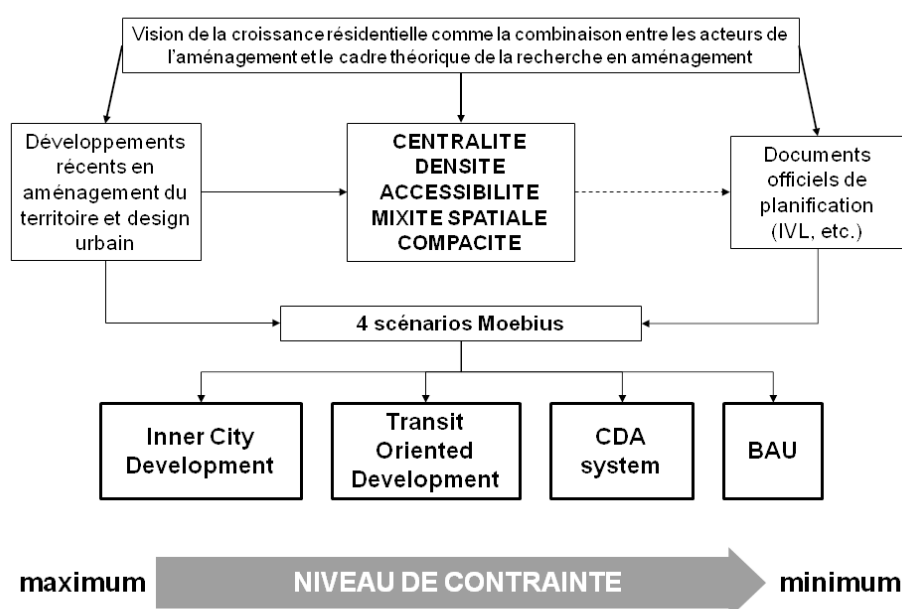 Vision de la croissance résidentielle comme la combinaison entre les acteurs de
l'aménagement et le cadre théorique de la recherche en aménagement
Développements
récents en
aménagement du
territoire et design
urbain
CENTRALITE
DENSITE
ACCESSIBILITE
MIXITE SPATIALE
COMPACITE
Documents
officiels de
planification
(IVL, etc.)
4 scénarios Moebius
Inner City
Development
Transit
Oriented
Development
CDA
system
BAU
maximum NIVEAU DE CONTRAINTE minimum